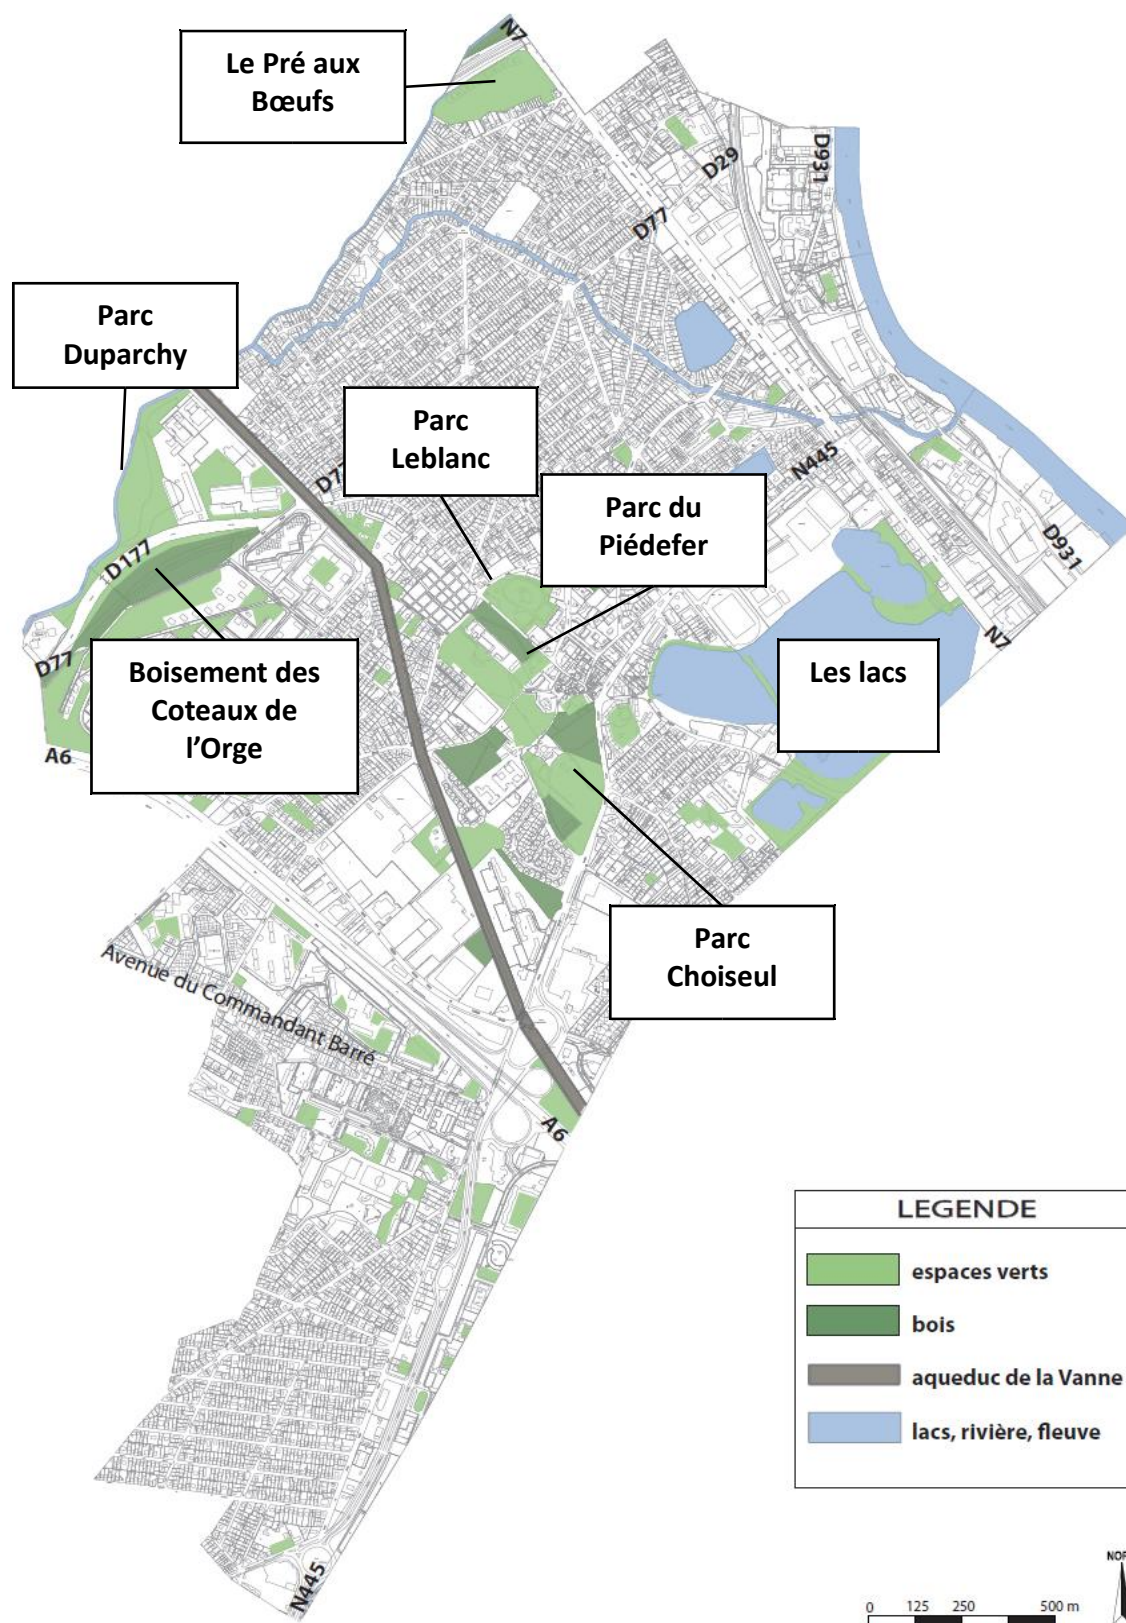 N7
Le Pré aux
Bœufs
D29
D931
D77
Parc
Duparchy
Parc
Leblanc
D77
N445
Parc du
Piédefer
D177
D931
N7
D77
Boisement des
Coteaux de
l'Orge
Les lacs
A6
Parc
Choiseul
Avenue du Commandant Barré
A6
LEGENDE
espaces verts
bois
aqueduc de la Vanne
lacs, rivière, fleuve
N445
0 125 250 500 m